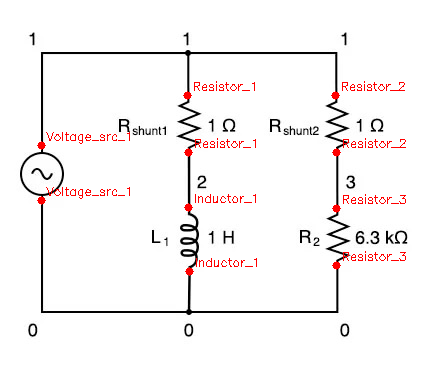 1 1 1
Resistor_1 Resistor_2
Rshunt1 1 Ω Rshunt2 1 Ω
Voltage_src_1 Resistor_1 Resistor_2
2 3
Voltage_src_1 Inductor_1 Resistor_3
L1 1 H R2 6.3 kΩ
Inductor_1 Resistor_3
0 0 0